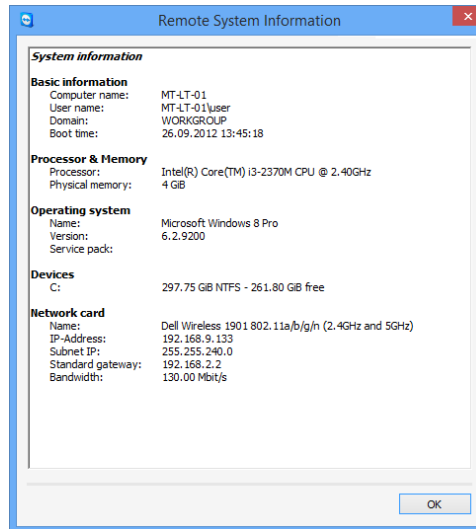 Remote System Information
System information
Basic information
Computer name: MT-LT-01
User name: MT-LT-01\user
Domain: WORKGROUP
Boot time: 26.09.2012 13:45:18
Processor & Memory
Processor: Intel(R) Core(TM) i3-2370M CPU @ 2.40GHz
Physical memory: 4 GiB
Operating system
Name: Microsoft Windows 8 Pro
Version: 6.2.9200
Service pack:
Devices
C: 297.75 GiB NTFS - 261.80 GiB free
Network card
Name: Dell Wireless 1901 802.11a/b/g/n (2.4GHz and 5GHz)
IP-Address: 192.168.9.133
Subnet IP: 255.255.240.0
Standard gateway: 192.168.2.2
Bandwidth: 130.00 Mbit/s
OK